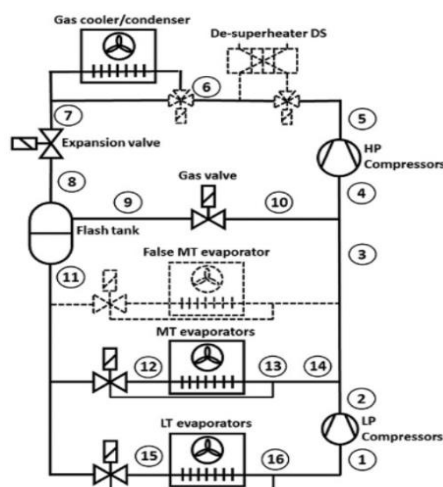 Gas cooler/condenser
De-superheater DS
6
7
5
Expansion valve
HP
Compressors
8
Gas valve
4
9
10
Flash tank
3
False MT evaporator
11
MT evaporators
12
13
14
2
LT evaporators
LP
Compressors
15
16
1